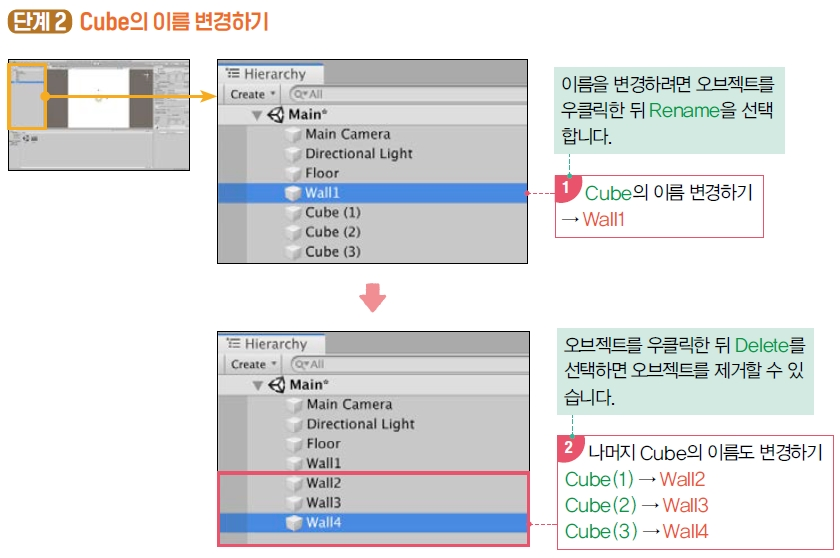 단계 2 Cube의 이름 변경하기
Hierarchy
Create All
Main*
Main Camera
Directional Light
Floor
Wall1
Cube (1)
Cube (2)
Cube (3)
이름을 변경하려면 오브젝트를
우클릭한 뒤 Rename을 선택
합니다.
1 Cube의 이름 변경하기
→ Wall1
Hierarchy
Create All
Main*
Main Camera
Directional Light
Floor
Wall1
Wall2
Wall3
Wall4
오브젝트를 우클릭한 뒤 Delete를
선택하면 오브젝트를 제거할 수 있
습니다.
2 나머지 Cube의 이름도 변경하기
Cube(1) → Wall2
Cube(2) → Wall3
Cube(3) → Wall4